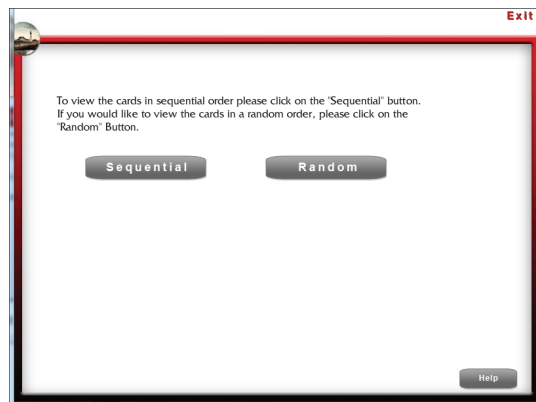 Exit
To view the cards in sequential order please click on the "Sequential" button.
If you would like to view the cards in a random order, please click on the
"Random" Button.
Sequential
Random
Help